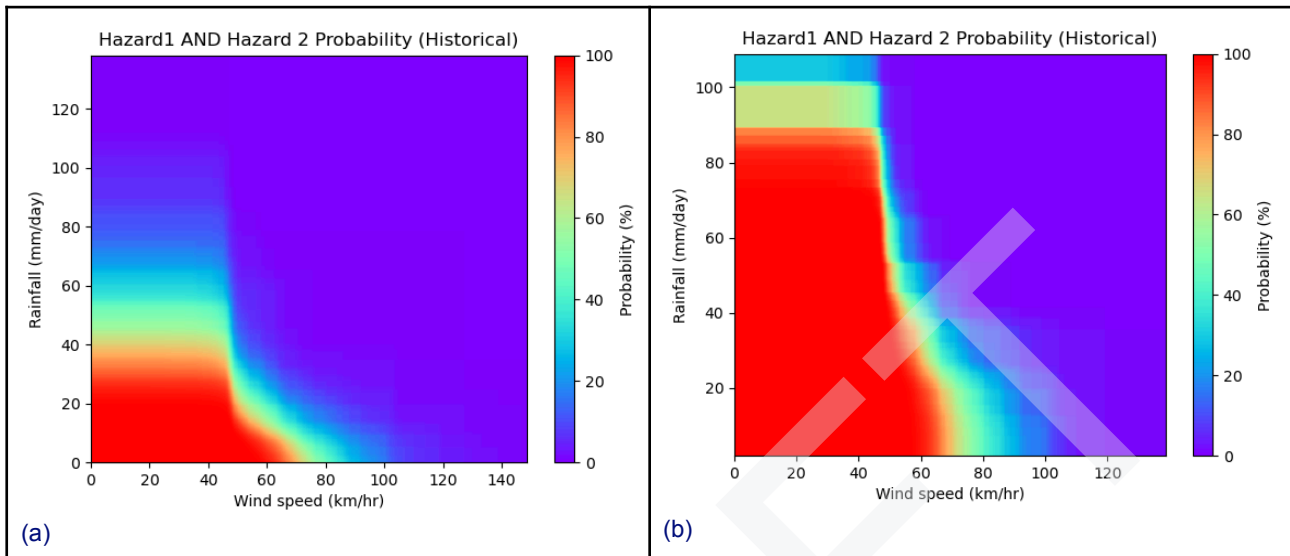 Hazard1 AND Hazard 2 Probability (Historical)
120
100
80
60
40
20
0
Rainfall (mm/day)
0 20 40 60 80 100 120 140
Wind speed (km/hr)
100
80
60
40
20
0
Probability (%)
(a)
Hazard1 AND Hazard 2 Probability (Historical)
100
80
60
40
20
Rainfall (mm/day)
0 20 40 60 80 100 120
Wind speed (km/hr)
100
80
60
40
20
0
Probability (%)
(b)